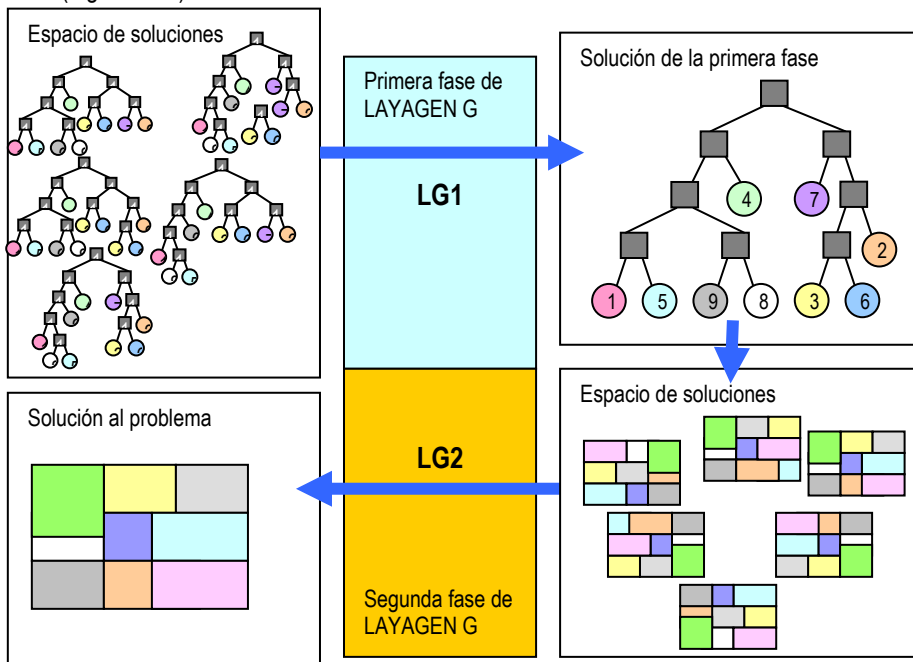 Espacio de soluciones
Primera fase de
LAYAGEN G
LG1
Solución de la primera fase
4
7
2
1
5
9
8
3
6
Solución al problema
LG2
Segunda fase de
LAYAGEN G
Espacio de soluciones